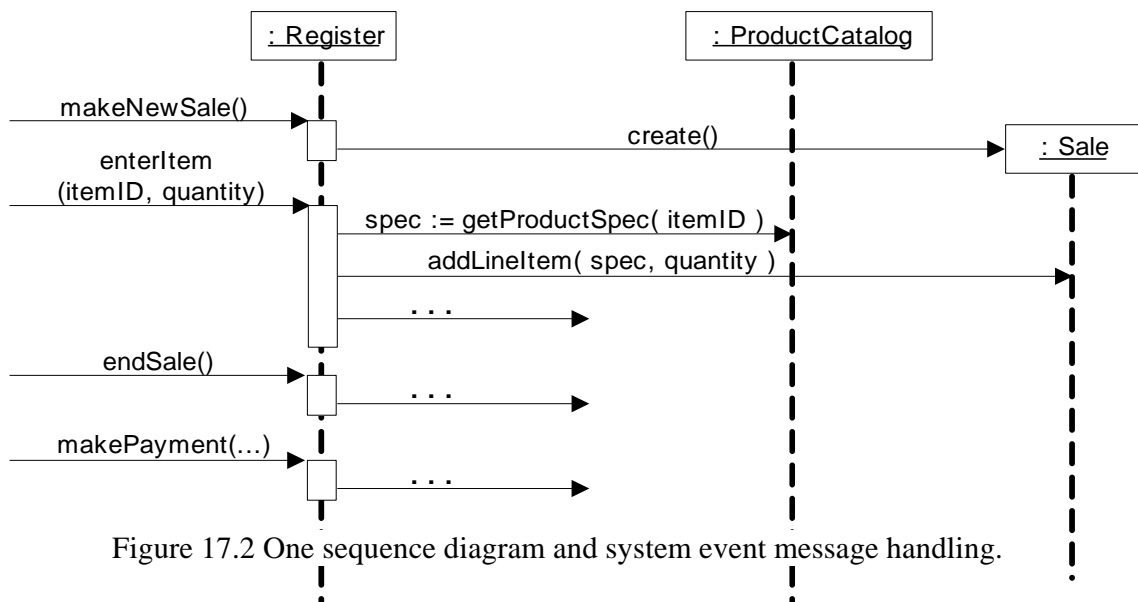 : Register
: ProductCatalog
makeNewSale()
create()
: Sale
enterItem
(itemID, quantity)
spec := getProductSpec( itemID )
addLineItem( spec, quantity )
. . .
endSale()
. . .
makePayment(...)
. . .
Figure 17.2 One sequence diagram and system event message handling.